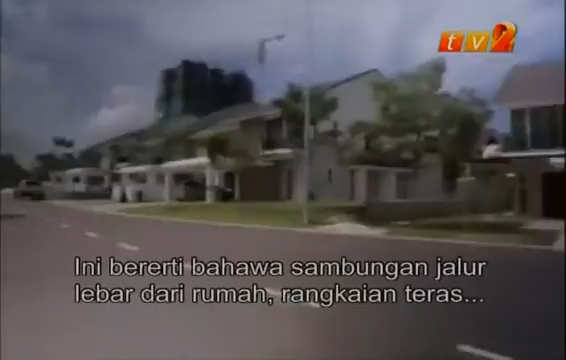 tv2
Ini bererti bahawa sambungan jalur
lebar dari rumah, rangkaian teras...